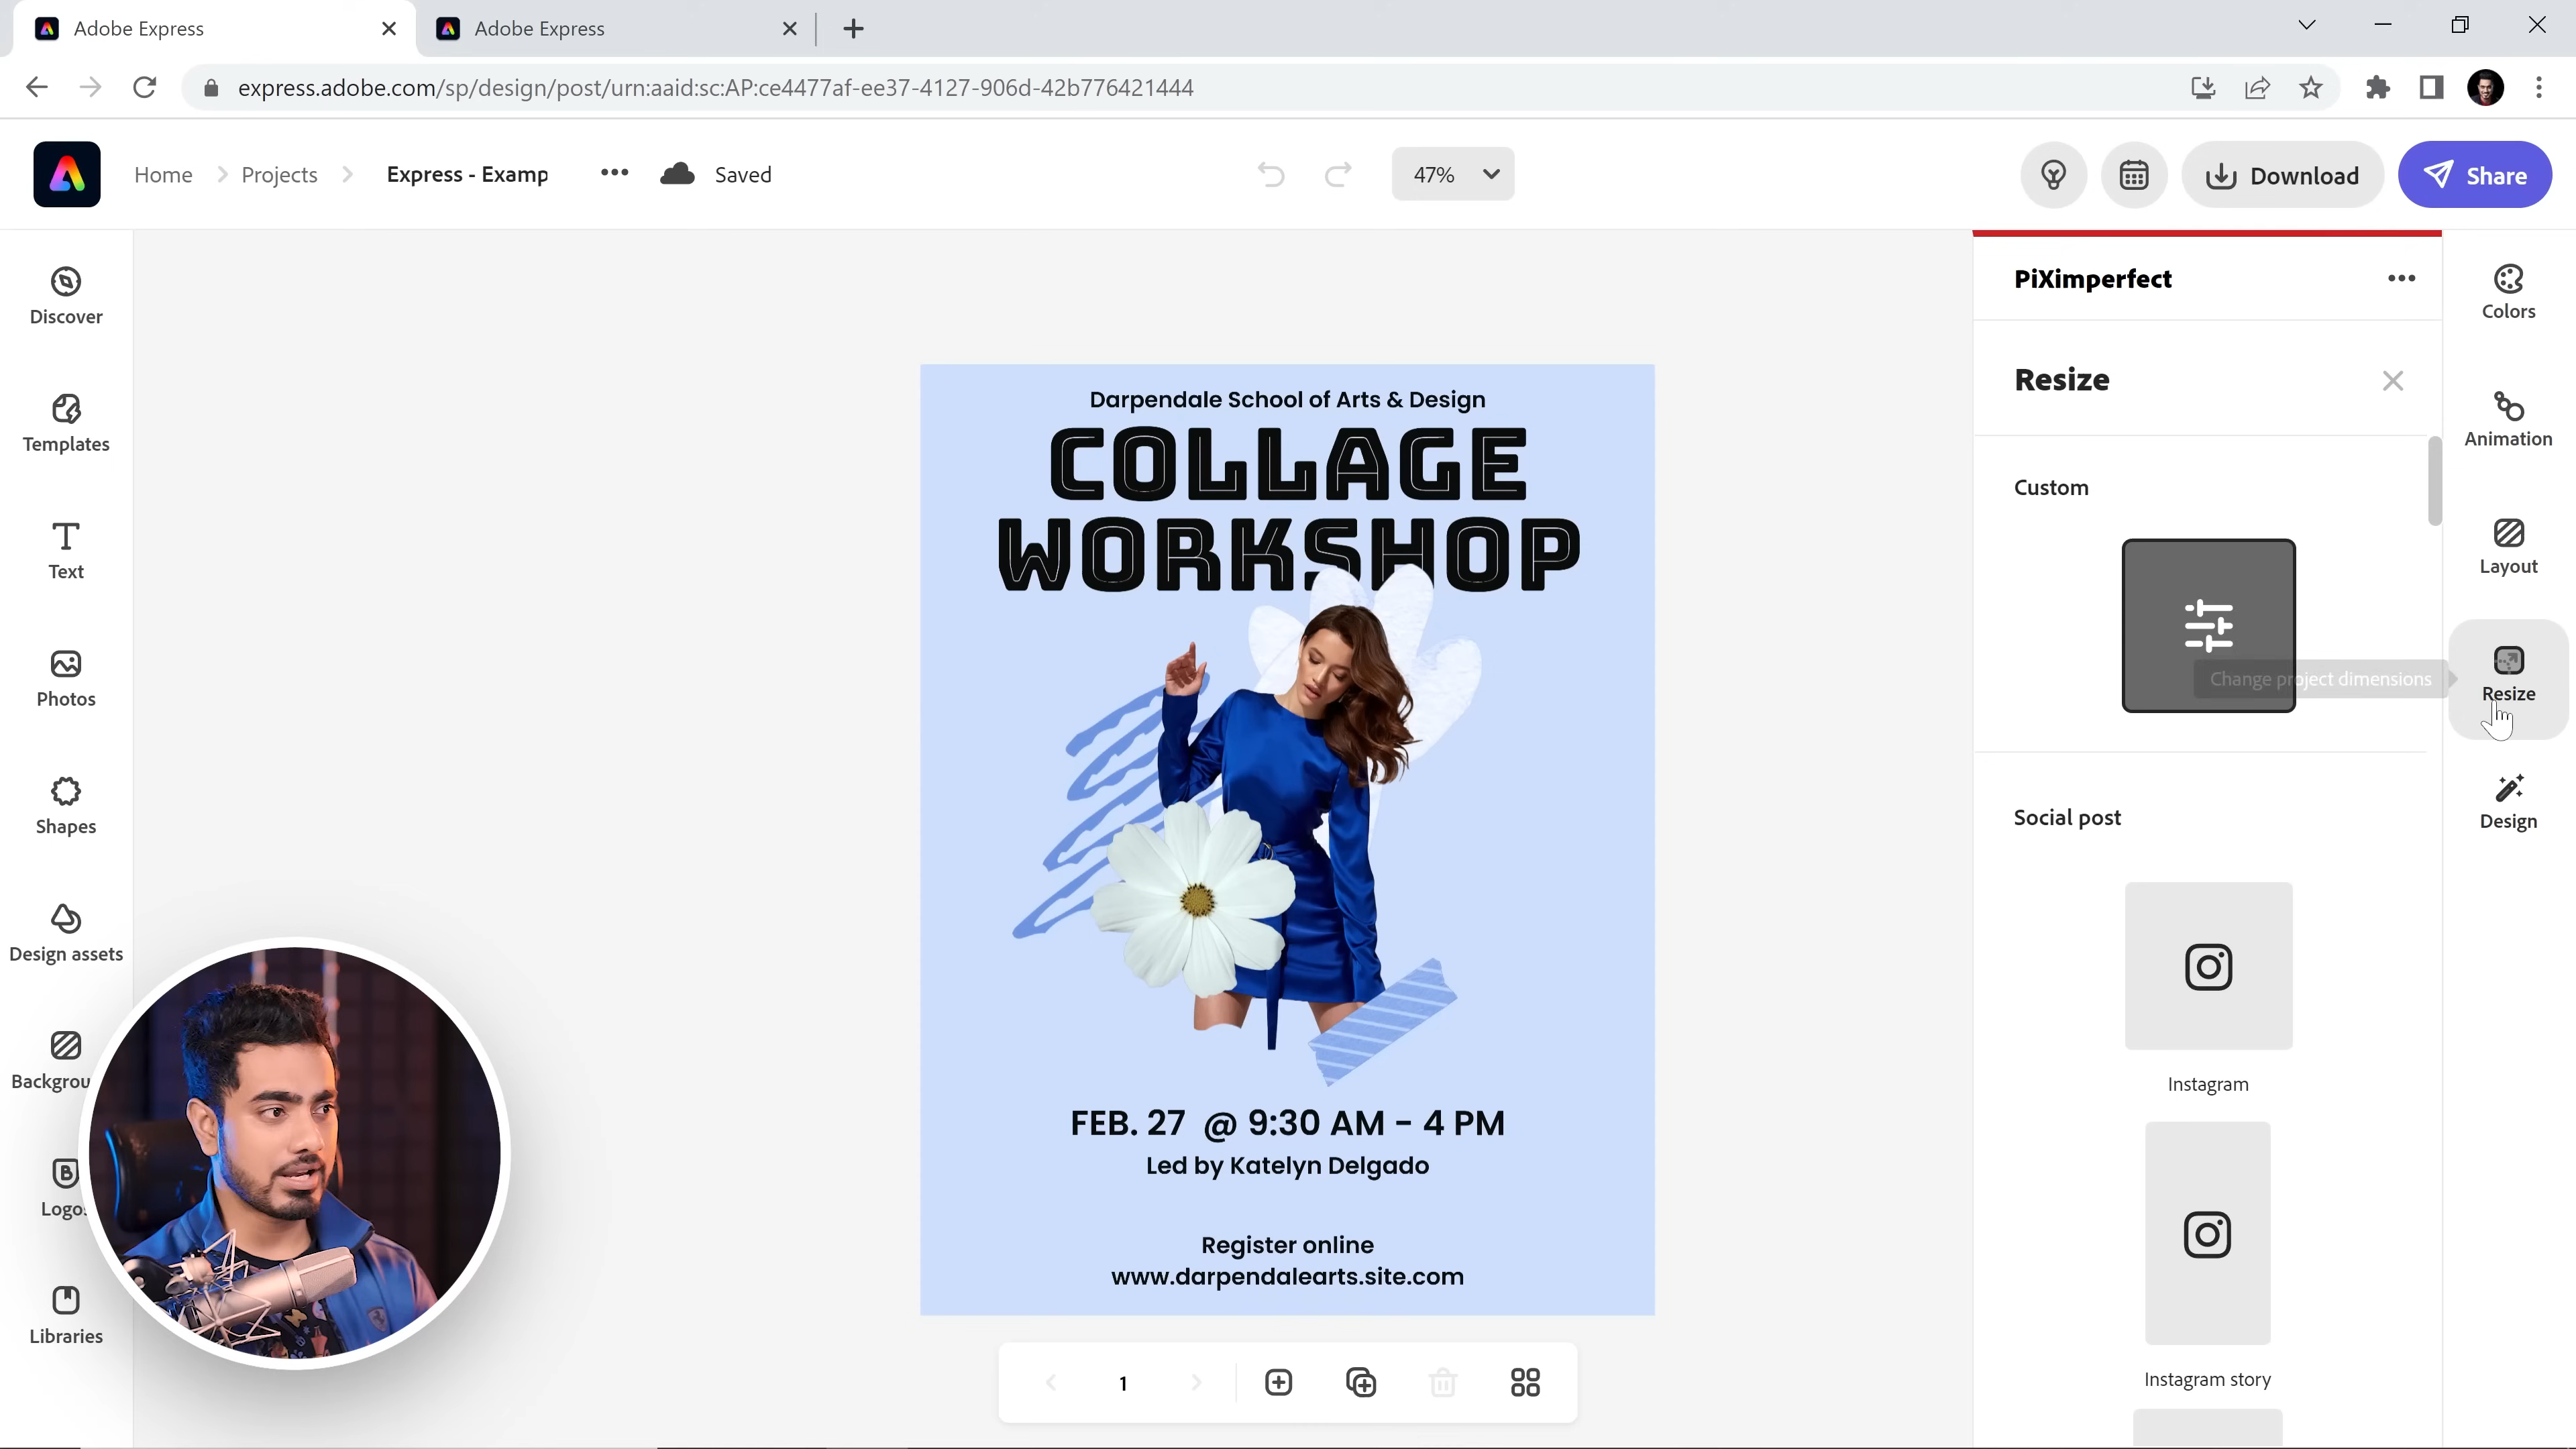 Adobe Express
Adobe Express
express.adobe.com/sp/design/post/urn:aaid:sc:AP:ce4477af-ee37-4127-906d-42b776421444
Home
Projects
Express - Examp
Saved
47%
Download
Share
Discover
Templates
Text
Photos
Shapes
Design assets
Backgrou
Logos
Libraries
Darpendale School of Arts & Design
COLLAGE
WORKSHOP
FEB. 27 @ 9:30 AM - 4 PM
Led by Katelyn Delgado
Register online
www.darpendalearts.site.com
1
PiXimperfect
Resize
Custom
Change project dimensions
Social post
Instagram
Instagram story
Colors
Animation
Layout
Resize
Design